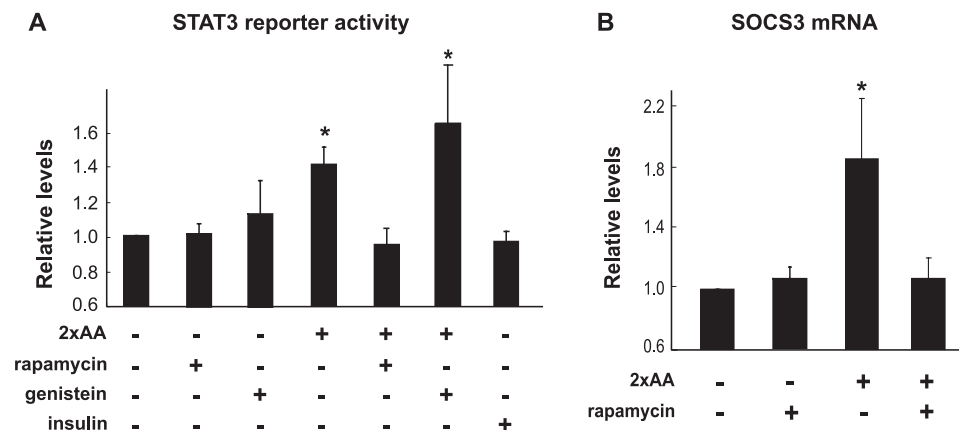 A STAT3 reporter activity
*
*
Relative levels
1.6
1.4
1.2
1.0
0.8
0.6
2xAA - - - + + + -
rapamycin - + - - + - -
genistein - - + - - + -
insulin - - - - - - +
B SOCS3 mRNA
*
Relative levels
2.2
1.8
1.4
1.0
0.6
2xAA - - + +
rapamycin - + - +